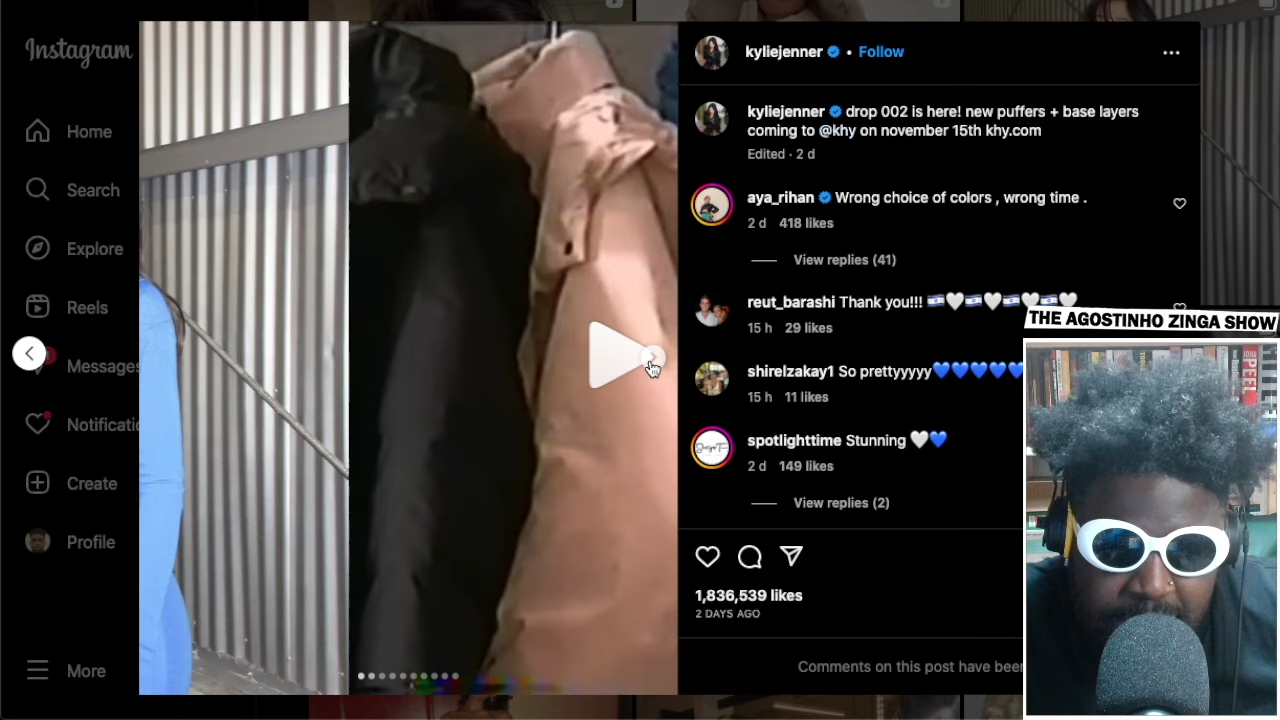 Instagram
Home
Search
Explore
Reels
Messages
Notificatio
Create
Profile
More
kyliejenner • Follow
kyliejenner drop 002 is here! new puffers + base layers
coming to @khy on november 15th khy.com
Edited · 2 d
aya_rihan Wrong choice of colors , wrong time .
2 d 418 likes
View replies (41)
reut_barashi Thank you!!! 🇮🇱🤍🇮🇱🤍🇮🇱🤍🇮🇱🤍
15 h 29 likes
shirelzakay1 So prettyyyyy💙💙💙💙💙
15 h 11 likes
spotlighttime Stunning 🤍💙
2 d 149 likes
View replies (2)
1,836,539 likes
2 DAYS AGO
Comments on this post have been
THE AGOSTINHO ZINGA SHOW
JOHN
PEEL